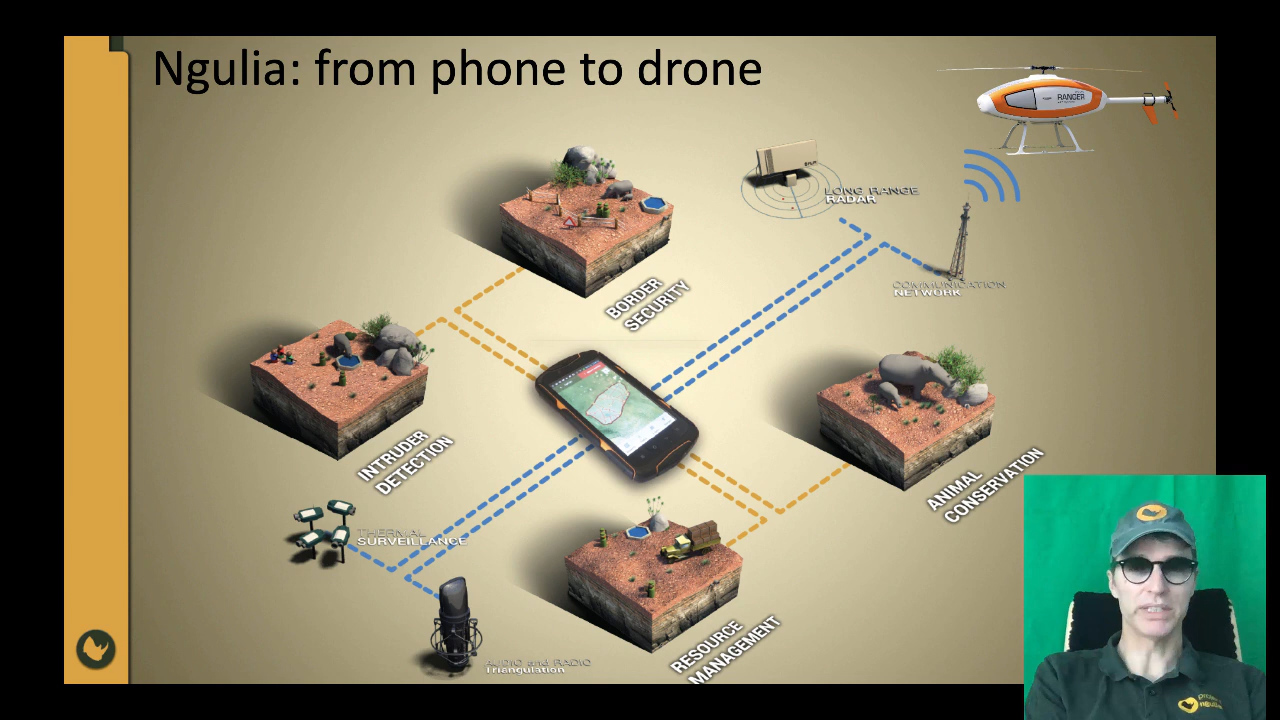 Ngulia: from phone to drone
RANGER
LONG RANGE
RADAR
COMMUNICATION
NETWORK
BORDER
SECURITY
INTRUDER
DETECTION
ANIMAL
CONSERVATION
THERMAL
SURVEILLANCE
AUDIO and RADIO
Triangulation
RESOURCE
MANAGEMENT